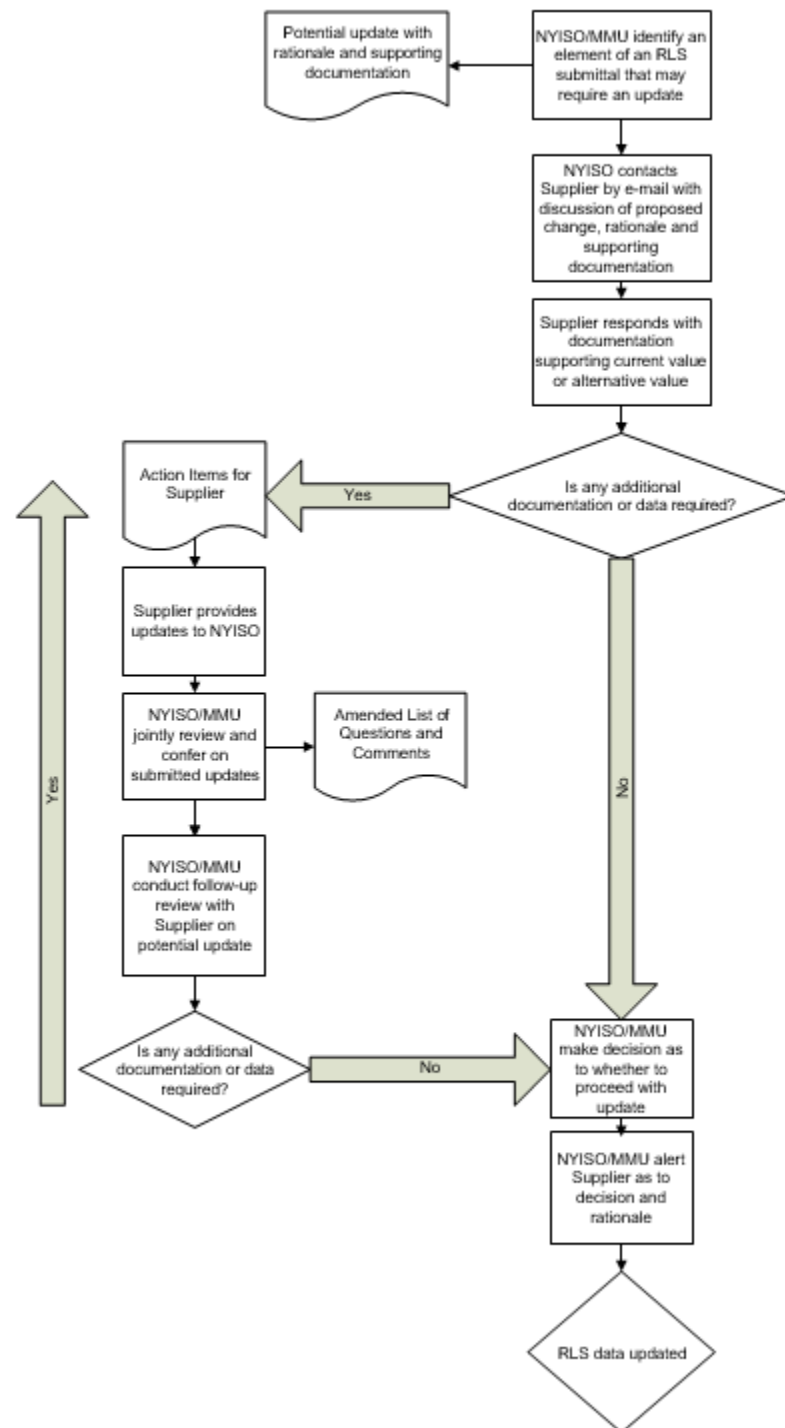 Potential update with
rationale and supporting
documentation
NYISO/MMU identify an
element of an RLS
submittal that may
require an update
NYISO contacts
Supplier by e-mail with
discussion of proposed
change, rationale and
supporting
documentation
Supplier responds with
documentation
supporting current value
or alternative value
Is any additional
documentation or data required?
Yes
Action Items for
Supplier
Supplier provides
updates to NYISO
NYISO/MMU
jointly review and
confer on
submitted updates
Amended List of
Questions and
Comments
NYISO/MMU
conduct follow-up
review with
Supplier on
potential update
Is any additional
documentation or data
required?
Yes
No
No
NYISO/MMU
make decision as
to whether to
proceed with
update
NYISO/MMU alert
Supplier as to
decision and
rationale
RLS data updated